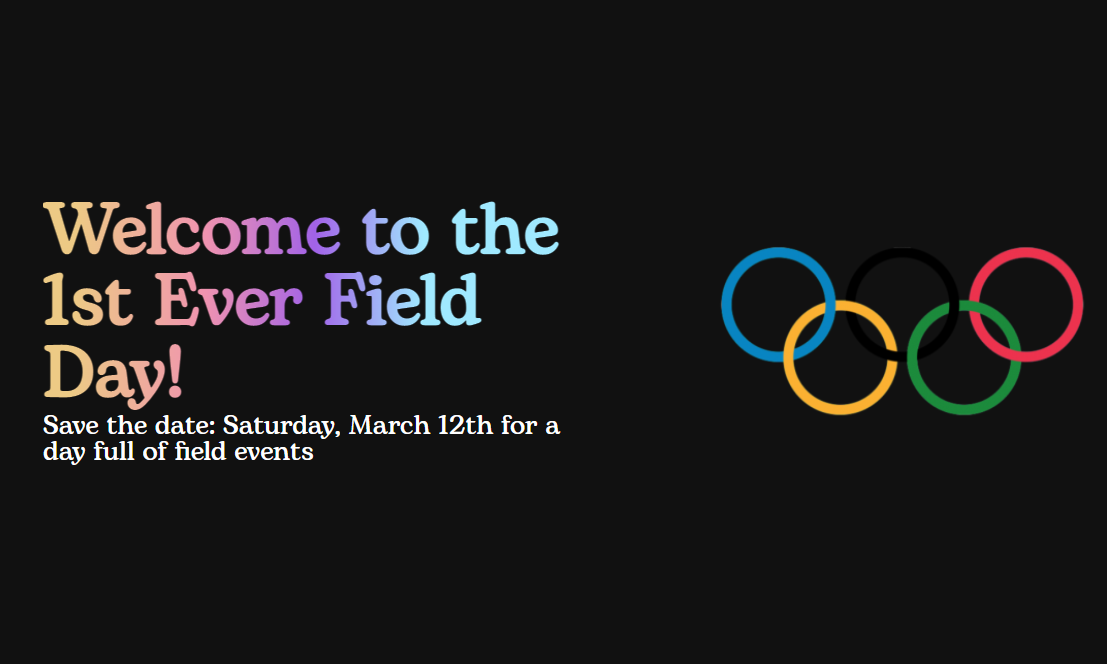 Welcome to the
1st Ever Field
Day!
Save the date: Saturday, March 12th for a
day full of field events